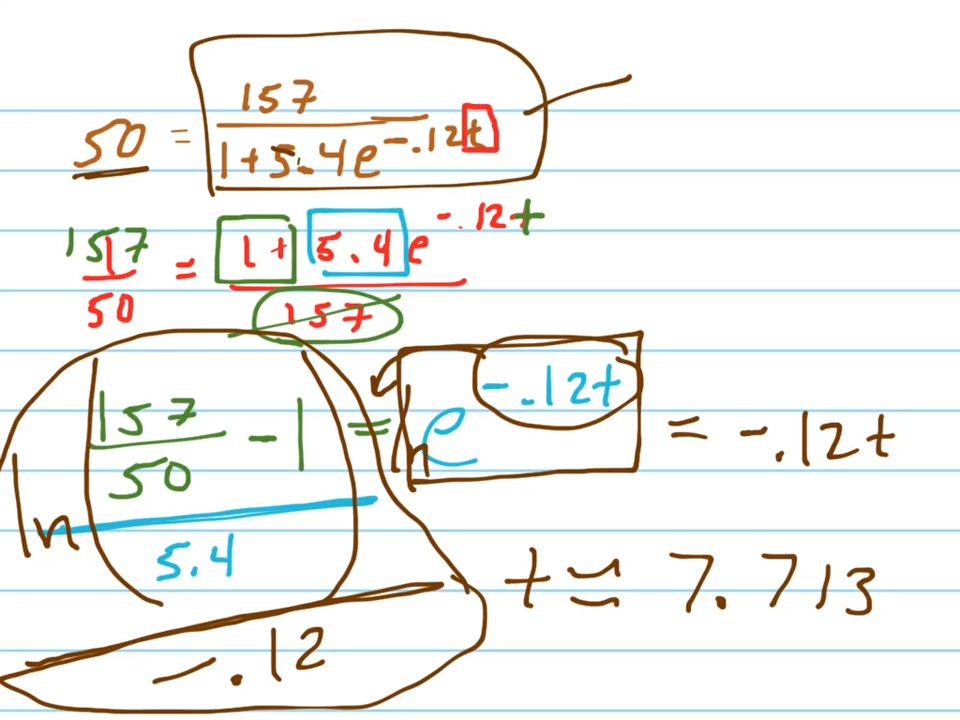 50 = 157 / 1+5.4e^-.12t
157 1 / 50 = 1+ 5.4e^-.12t / 157
ln (157/50 - 1 / 5.4) = ln e^-.12t = -.12t
-.12
t ≈ 7.713